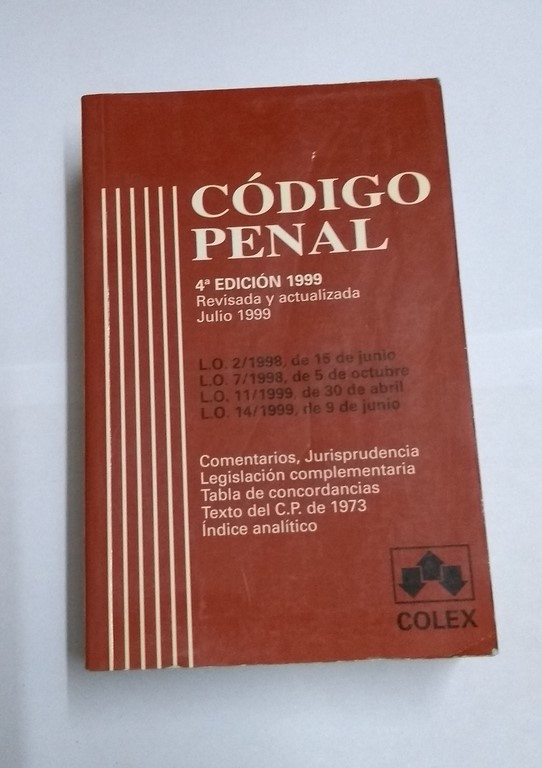 CÓDIGO
PENAL
4ª EDICIÓN 1999
Revisada y actualizada
Julio 1999
L.O. 2/1998, de 15 de junio
L.O. 7/1998, de 5 de octubre
L.O. 11/1999, de 30 de abril
L.O. 14/1999, de 9 de junio
Comentarios, Jurisprudencia
Legislación complementaria
Tabla de concordancias
Texto del C.P. de 1973
Índice analítico
COLEX